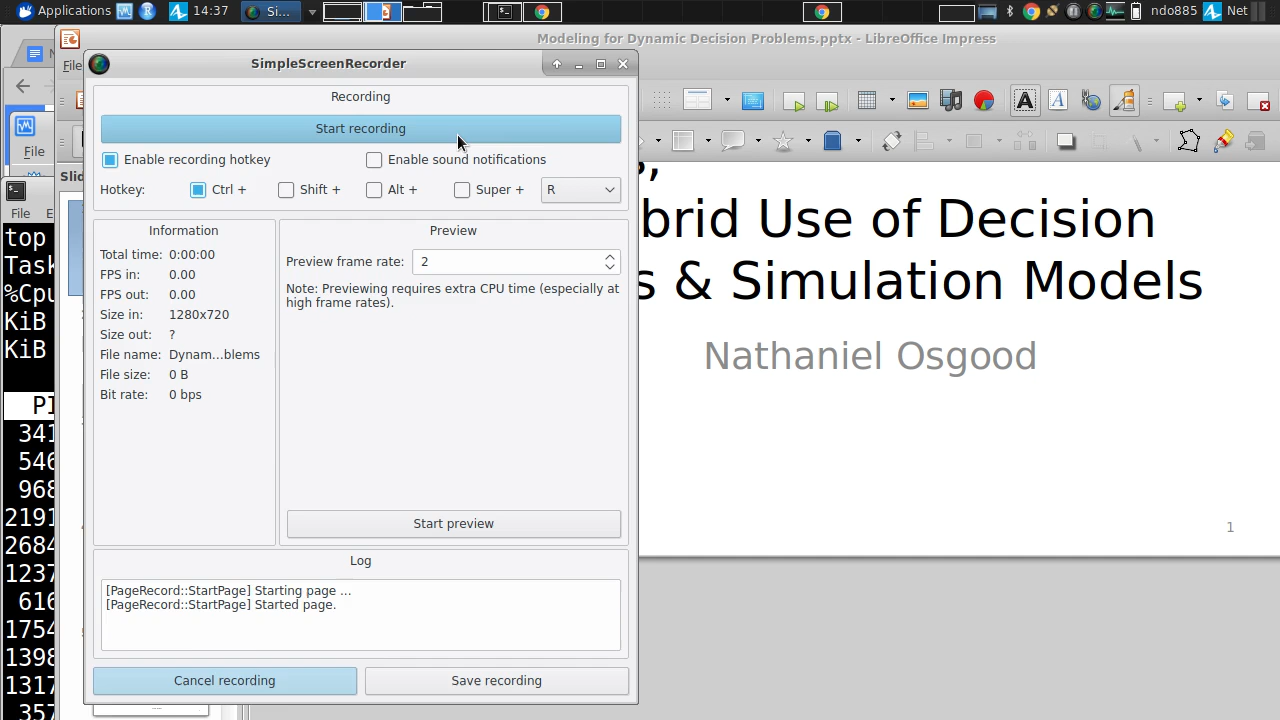 Applications 14:37 Si... ndo885 Net
Modeling for Dynamic Decision Problems.pptx - LibreOffice Impress
SimpleScreenRecorder
File
Recording
Start recording
Enable recording hotkey
Enable sound notifications
Hotkey: Ctrl + Shift + Alt + Super + R
Information
Total time: 0:00:00
FPS in: 0.00
FPS out: 0.00
Size in: 1280x720
Size out: ?
File name: Dynam...blems
File size: 0 B
Bit rate: 0 bps
Preview
Preview frame rate: 2
Note: Previewing requires extra CPU time (especially at
high frame rates).
Start preview
Log
[PageRecord::StartPage] Starting page ...
[PageRecord::StartPage] Started page.
Cancel recording
Save recording
brid Use of Decision
s & Simulation Models
Nathaniel Osgood
1
File
Slid
File E
top
Task
%Cpu
KiB
KiB
PI
341
546
968
2191
2684
1237
616
1754
1398
1317
357